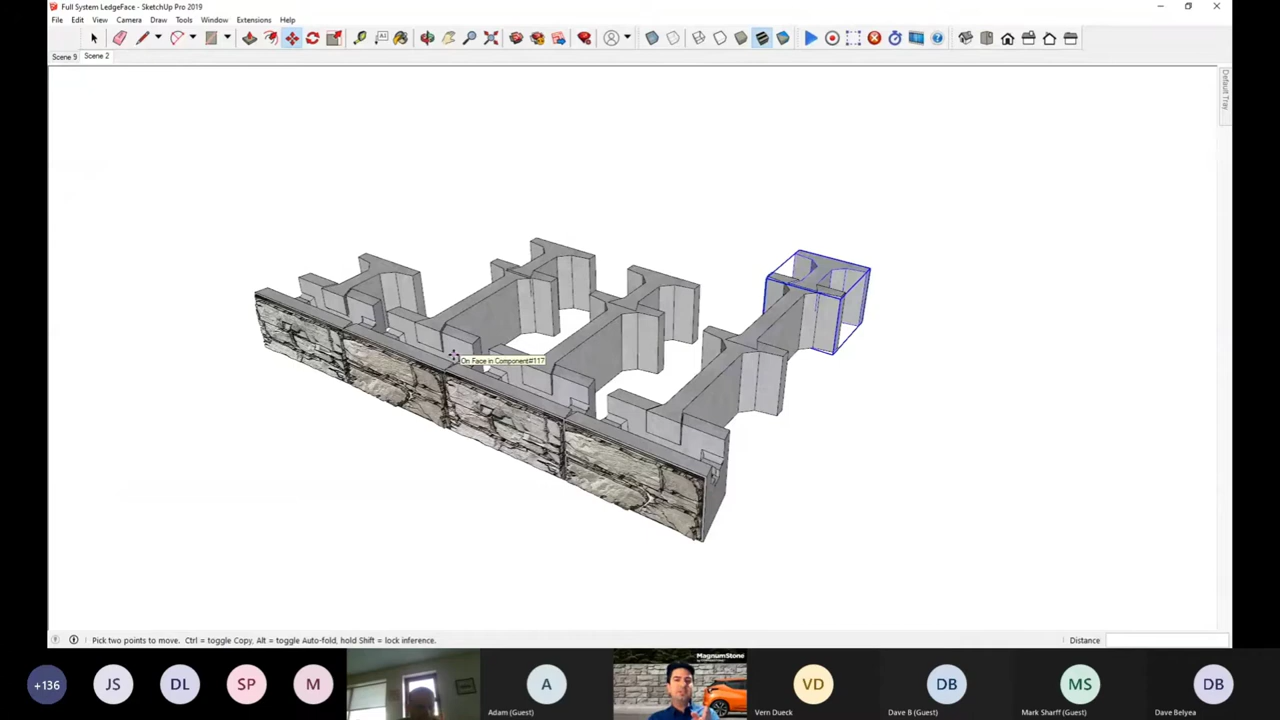 Full System LedgeFace - SketchUp Pro 2019
File Edit View Camera Draw Tools Window Extensions Help
Scene 9 Scene 2
Default Tray
On Face in Component#117
Pick two points to move. Ctrl = toggle Copy, Alt = toggle Auto-fold, hold Shift = lock inference.
Distance
+136 JS DL SP M A VD DB MS DB
MagnumStone
Adam (Guest) Vern Dueck Dave B (Guest) Mark Sharff (Guest) Dave Belyea